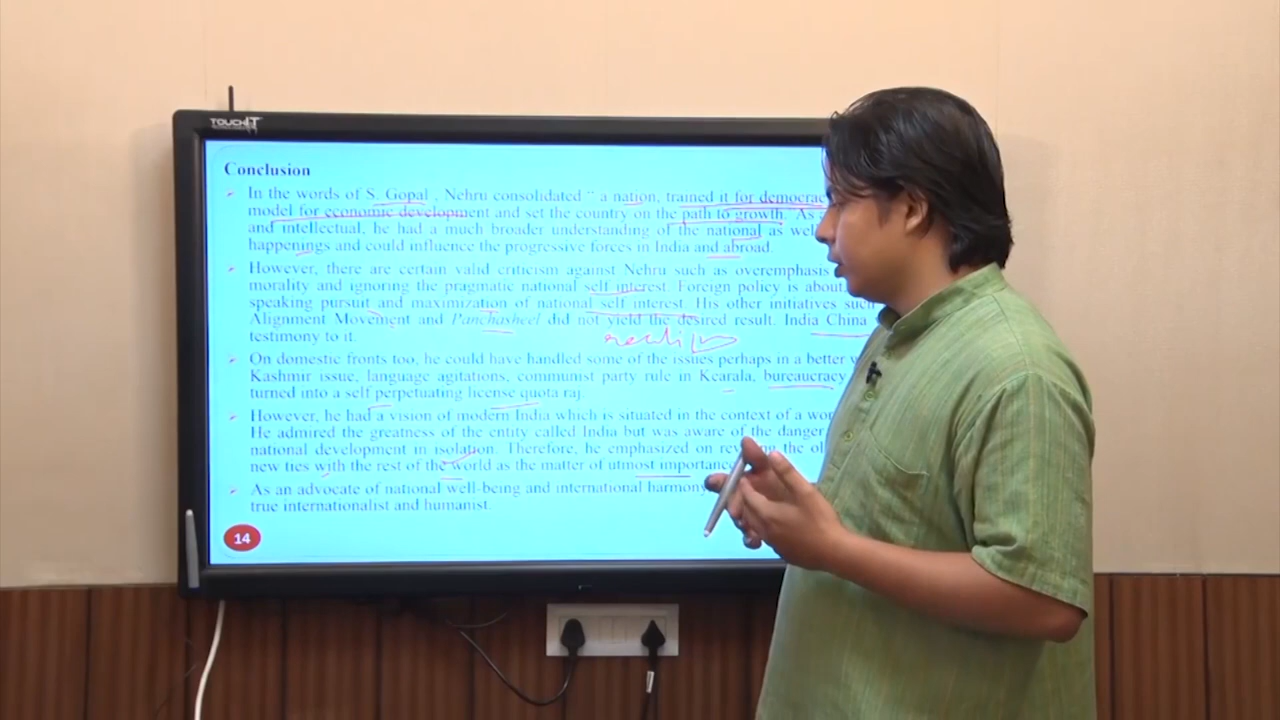 TOUCHIT
Conclusion
In the words of S. Gopal , Nehru consolidated “ a nation, trained it for democrac
model for economic development and set the country on the path to growth. As a
and intellectual, he had a much broader understanding of the national as well
happenings and could influence the progressive forces in India and abroad.
However, there are certain valid criticism against Nehru such as overemphasis
morality and ignoring the pragmatic national self interest. Foreign policy is about
speaking pursuit and maximization of national self interest. His other initiatives such
Alignment Movement and Panchasheel did not yield the desired result. India China
testimony to it.
On domestic fronts too, he could have handled some of the issues perhaps in a better w
Kashmir issue, language agitations, communist party rule in Kearala, bureaucracy
turned into a self perpetuating license quota raj.
However, he had a vision of modern India which is situated in the context of a wor
He admired the greatness of the entity called India but was aware of the danger
national development in isolation. Therefore, he emphasized on the ol
new ties with the rest of the world as the matter of utmost importance
As an advocate of national well-being and international harmony,
true internationalist and humanist.
14